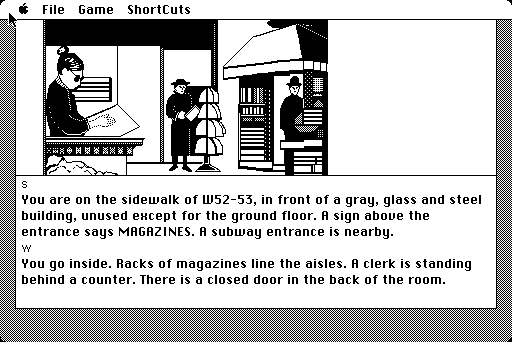 File Game ShortCuts
S
You are on the sidewalk of W52-53, in front of a gray, glass and steel
building, unused except for the ground floor. A sign above the
entrance says MAGAZINES. A subway entrance is nearby.
W
You go inside. Racks of magazines line the aisles. A clerk is standing
behind a counter. There is a closed door in the back of the room.